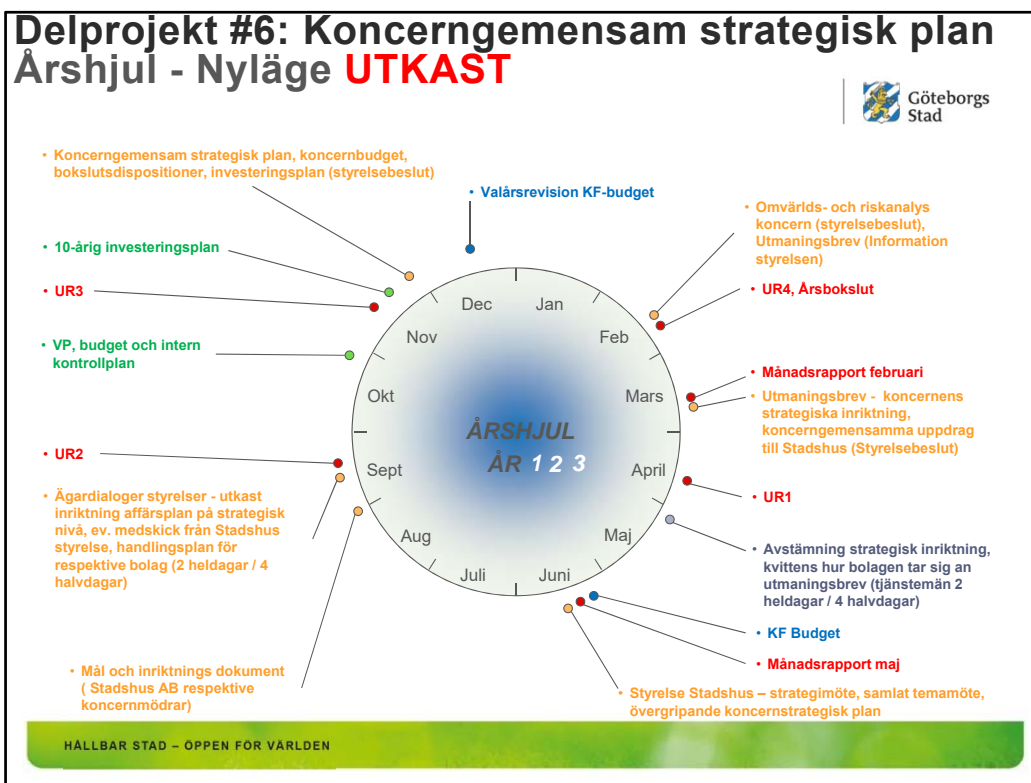 Delprojekt #6: Koncerngemensam strategisk plan
Årshjul - Nyläge UTKAST
Göteborgs
Stad
• Koncerngemensam strategisk plan, koncernbudget,
bokslutsdispositioner, investeringsplan (styrelsebeslut)
• Valårsrevision KF-budget
• Omvärlds- och riskanalys
koncern (styrelsebeslut),
Utmaningsbrev (Information
styrelsen)
• 10-årig investeringsplan
• UR3
• UR4, Årsbokslut
• VP, budget och intern
kontrollplan
• Månadsrapport februari
• Utmaningsbrev - koncernens
strategiska inriktning,
koncerngemensamma uppdrag
till Stadshus (Styrelsebeslut)
• UR2
• UR1
• Ägardialoger styrelser - utkast
inriktning affärsplan på strategisk
nivå, ev. medskick från Stadshus
styrelse, handlingsplan för
respektive bolag (2 heldagar / 4
halvdagar)
• Avstämning strategisk inriktning,
kvittens hur bolagen tar sig an
utmaningsbrev (tjänstemän 2
heldagar / 4 halvdagar)
• KF Budget
• Månadsrapport maj
• Mål och inriktnings dokument
( Stadshus AB respektive
koncernmödrar)
• Styrelse Stadshus – strategimöte, samlat temamöte,
övergripande koncernstrategisk plan
Dec
Jan
Nov
Feb
Okt
Mars
ÅRSHJUL
ÅR 1 2 3
Sept
April
Aug
Maj
Juli
Juni
HÅLLBAR STAD – ÖPPEN FÖR VÄRLDEN